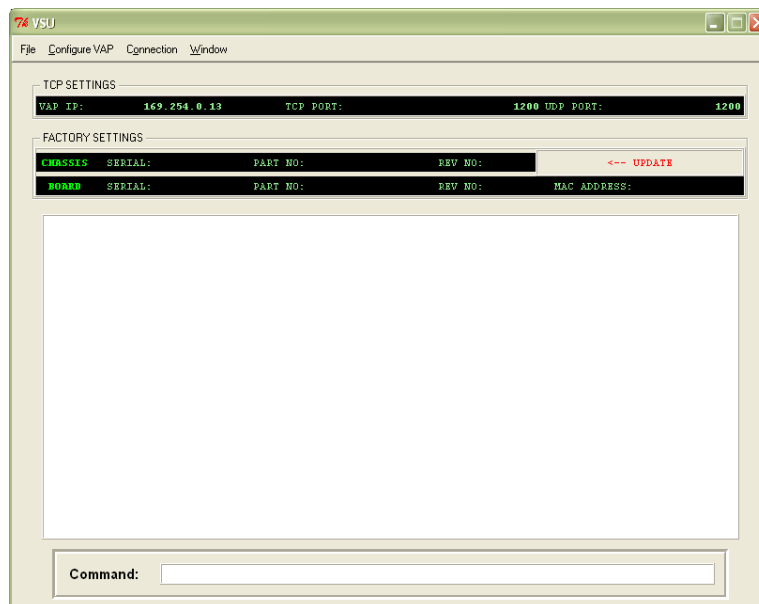 VSU
File Configure VAP Connection Window
TCP SETTINGS
VAP IP: 169.254.0.13 TCP PORT: 1200 UDP PORT: 1200
FACTORY SETTINGS
CHASSIS SERIAL: PART NO: REV NO: <-- UPDATE
BOARD SERIAL: PART NO: REV NO: MAC ADDRESS:
Command: